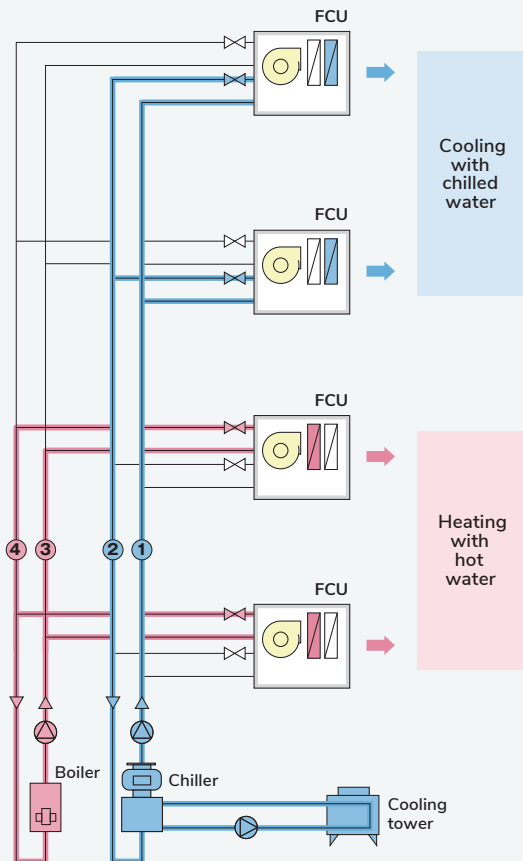 FCU
Cooling
with
chilled
water
FCU
FCU
4
3
2
1
Heating
with
hot
water
FCU
Boiler
Chiller
Cooling
tower